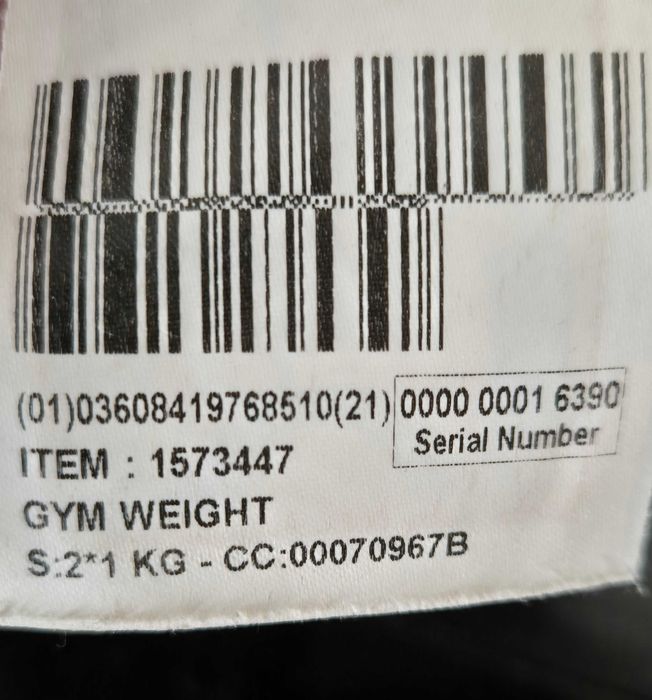 (01)03608419768510(21) 0000 0001 6390
Serial Number
ITEM : 1573447
GYM WEIGHT
S:2*1 KG - CC:00070967B